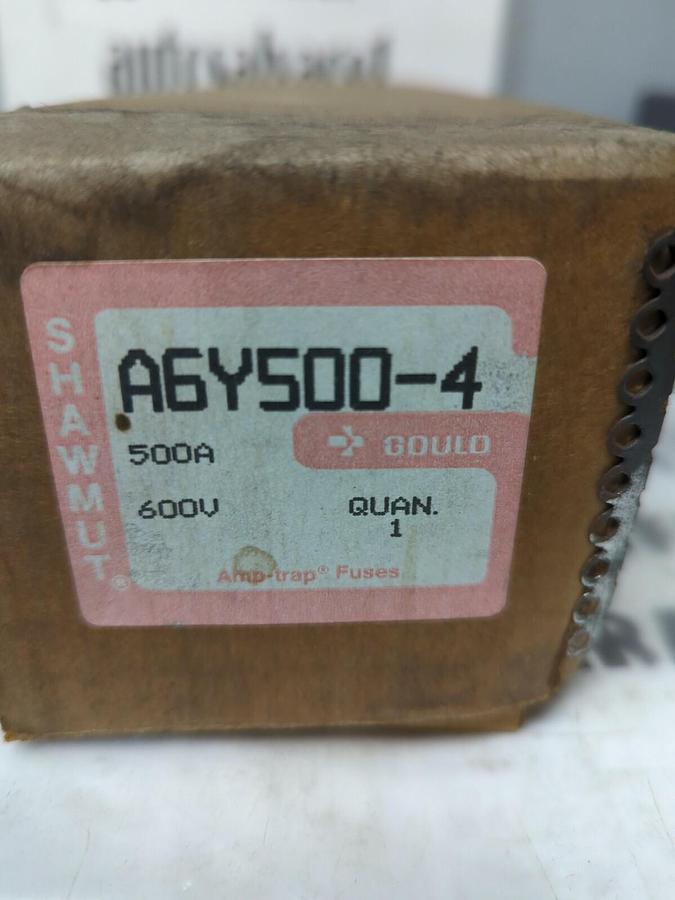 SHAWMUT®
A6Y500-4
500A
GOULD
600V QUAN.
1
Amp-trap® Fuses